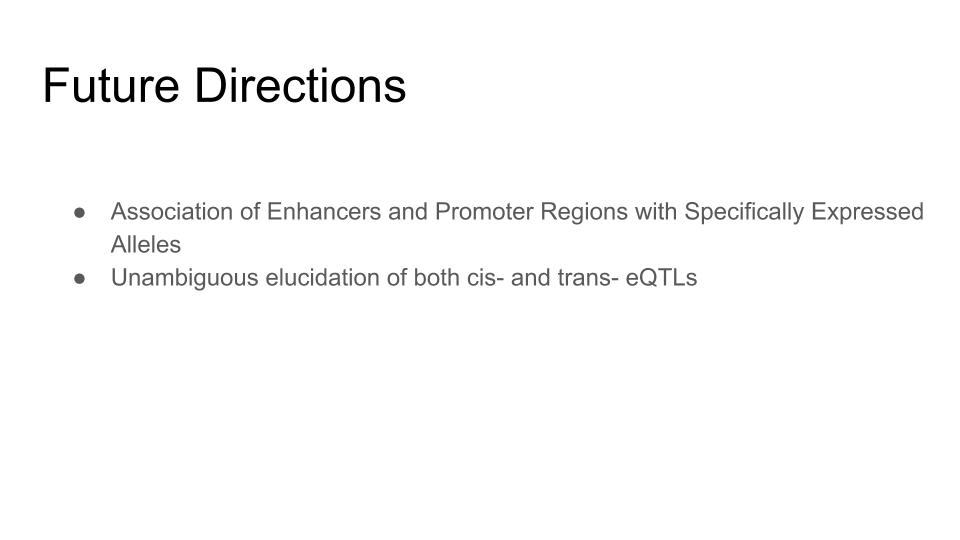 Future Directions
● Association of Enhancers and Promoter Regions with Specifically Expressed
Alleles
● Unambiguous elucidation of both cis- and trans- eQTLs